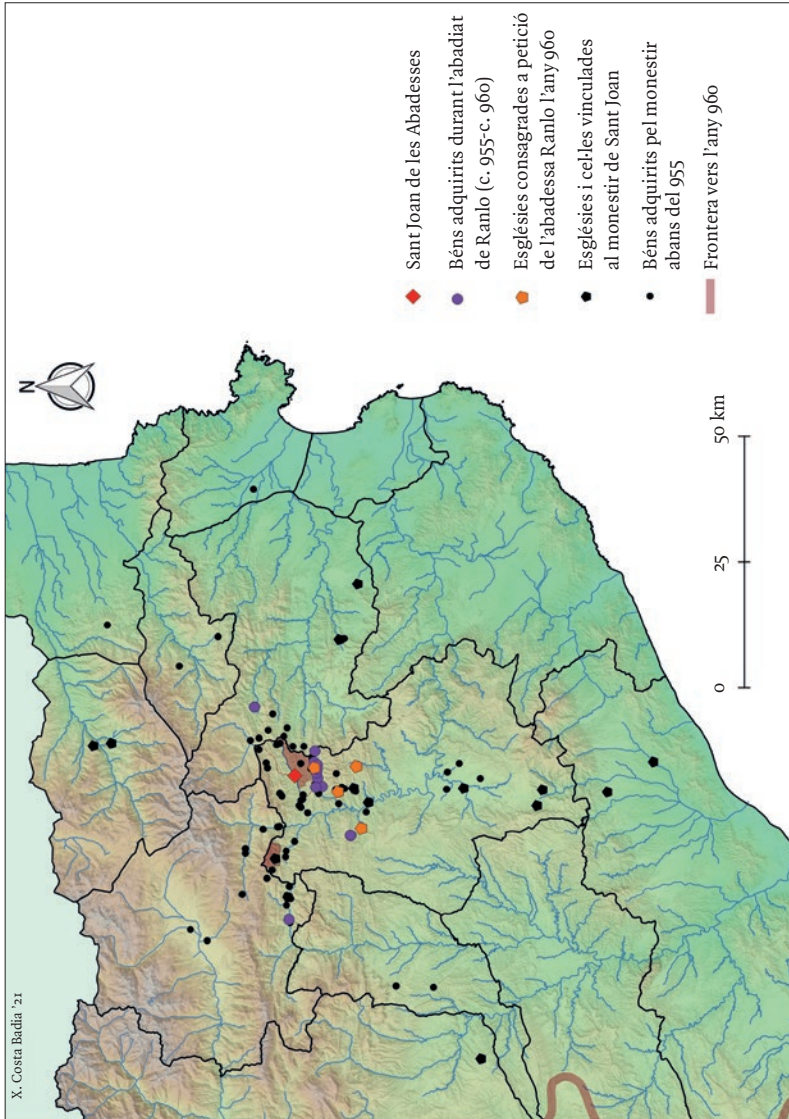 X. Costa Badia '21
N
Sant Joan de les Abadesses
Béns adquirits durant l'abadiat
de Ranlo (c. 955-c. 960)
Esglésies consagrades a petició
de l'abadessa Ranlo l'any 960
Esglésies i cel·les vinculades
al monestir de Sant Joan
Béns adquirits pel monestir
abans del 955
Frontera vers l'any 960
0 25 50 km